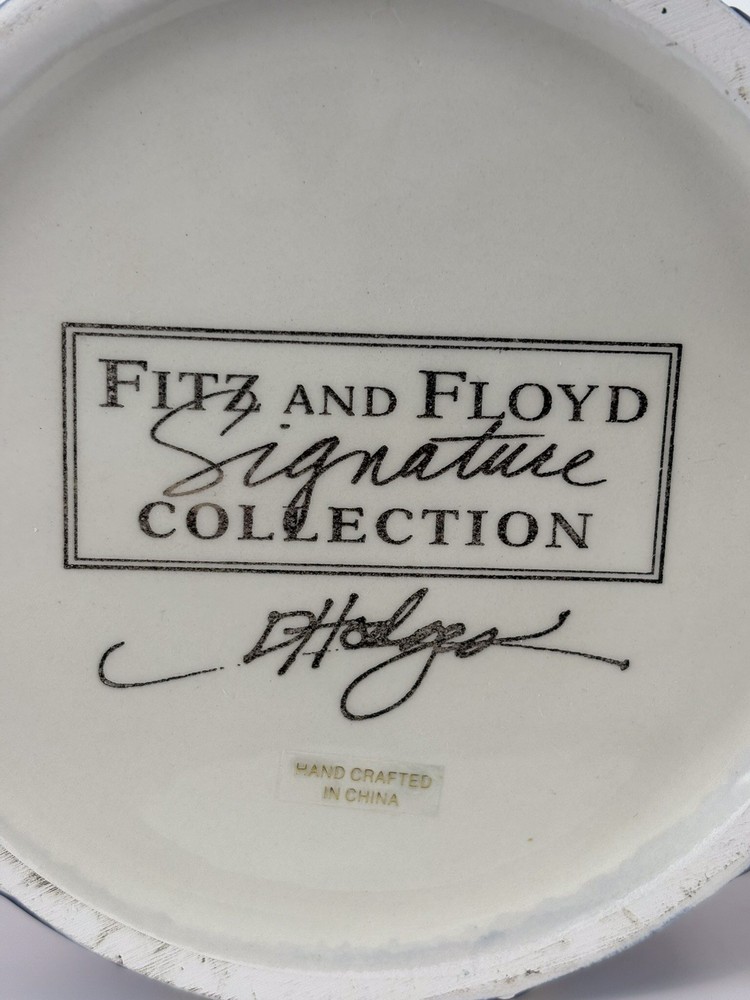 FITZ AND FLOYD
Signature
COLLECTION
D Hodges
HAND CRAFTED
IN CHINA